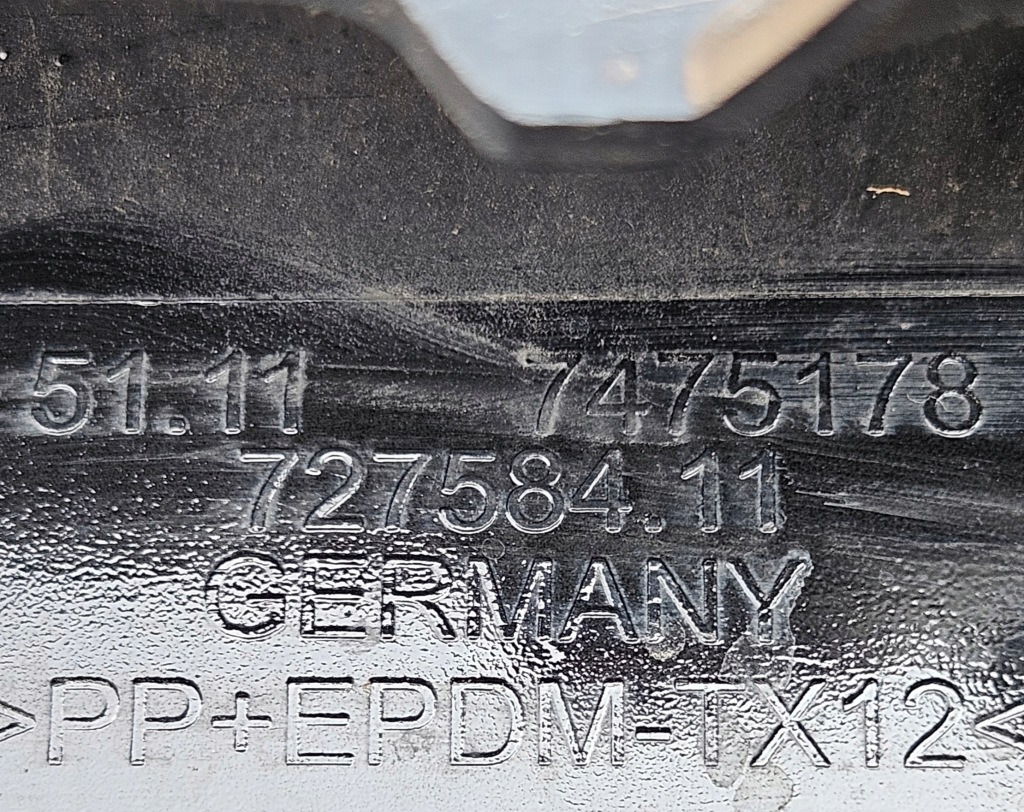 51.11 7475178
727584.11
GERMANY
>PP+EPDM-TX12<